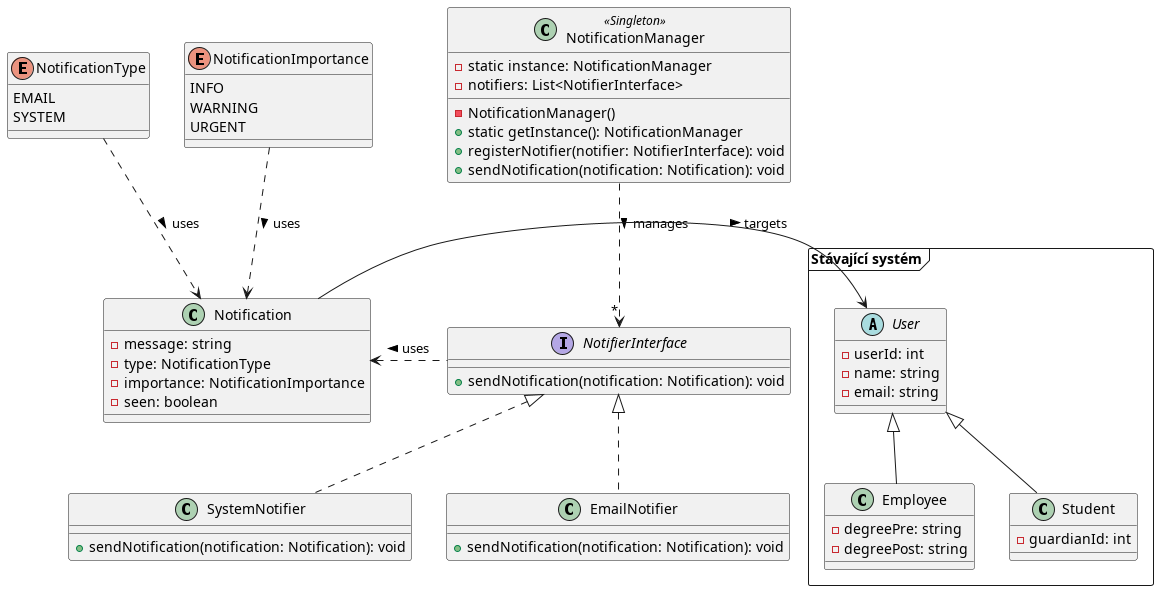 E NotificationType
EMAIL
SYSTEM
E NotificationImportance
INFO
WARNING
URGENT
«Singleton»
C NotificationManager
static instance: NotificationManager
notifiers: List<NotifierInterface>
NotificationManager()
static getInstance(): NotificationManager
registerNotifier(notifier: NotifierInterface): void
sendNotification(notification: Notification): void
uses
uses
manages
targets
*
Stávající systém
C Notification
message: string
type: NotificationType
importance: NotificationImportance
seen: boolean
uses
I NotifierInterface
sendNotification(notification: Notification): void
A User
userId: int
name: string
email: string
C SystemNotifier
sendNotification(notification: Notification): void
C EmailNotifier
sendNotification(notification: Notification): void
C Employee
degreePre: string
degreePost: string
C Student
guardianId: int